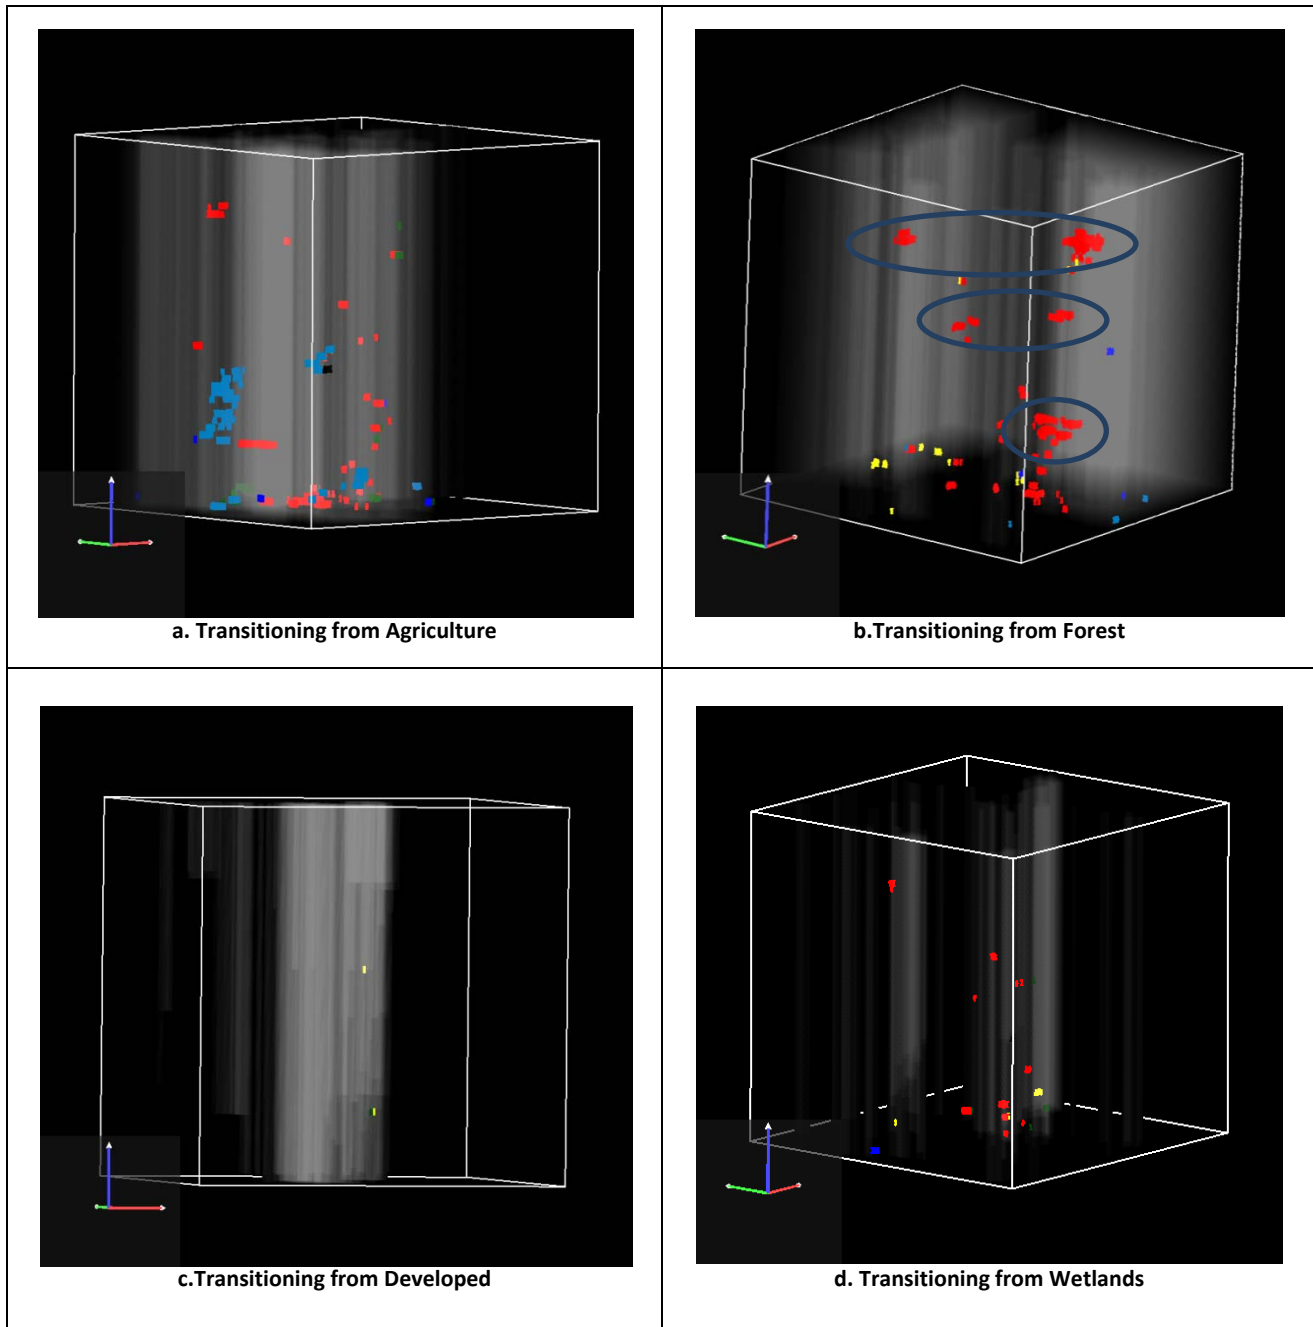 a. Transitioning from Agriculture
b.Transitioning from Forest
c.Transitioning from Developed
d. Transitioning from Wetlands